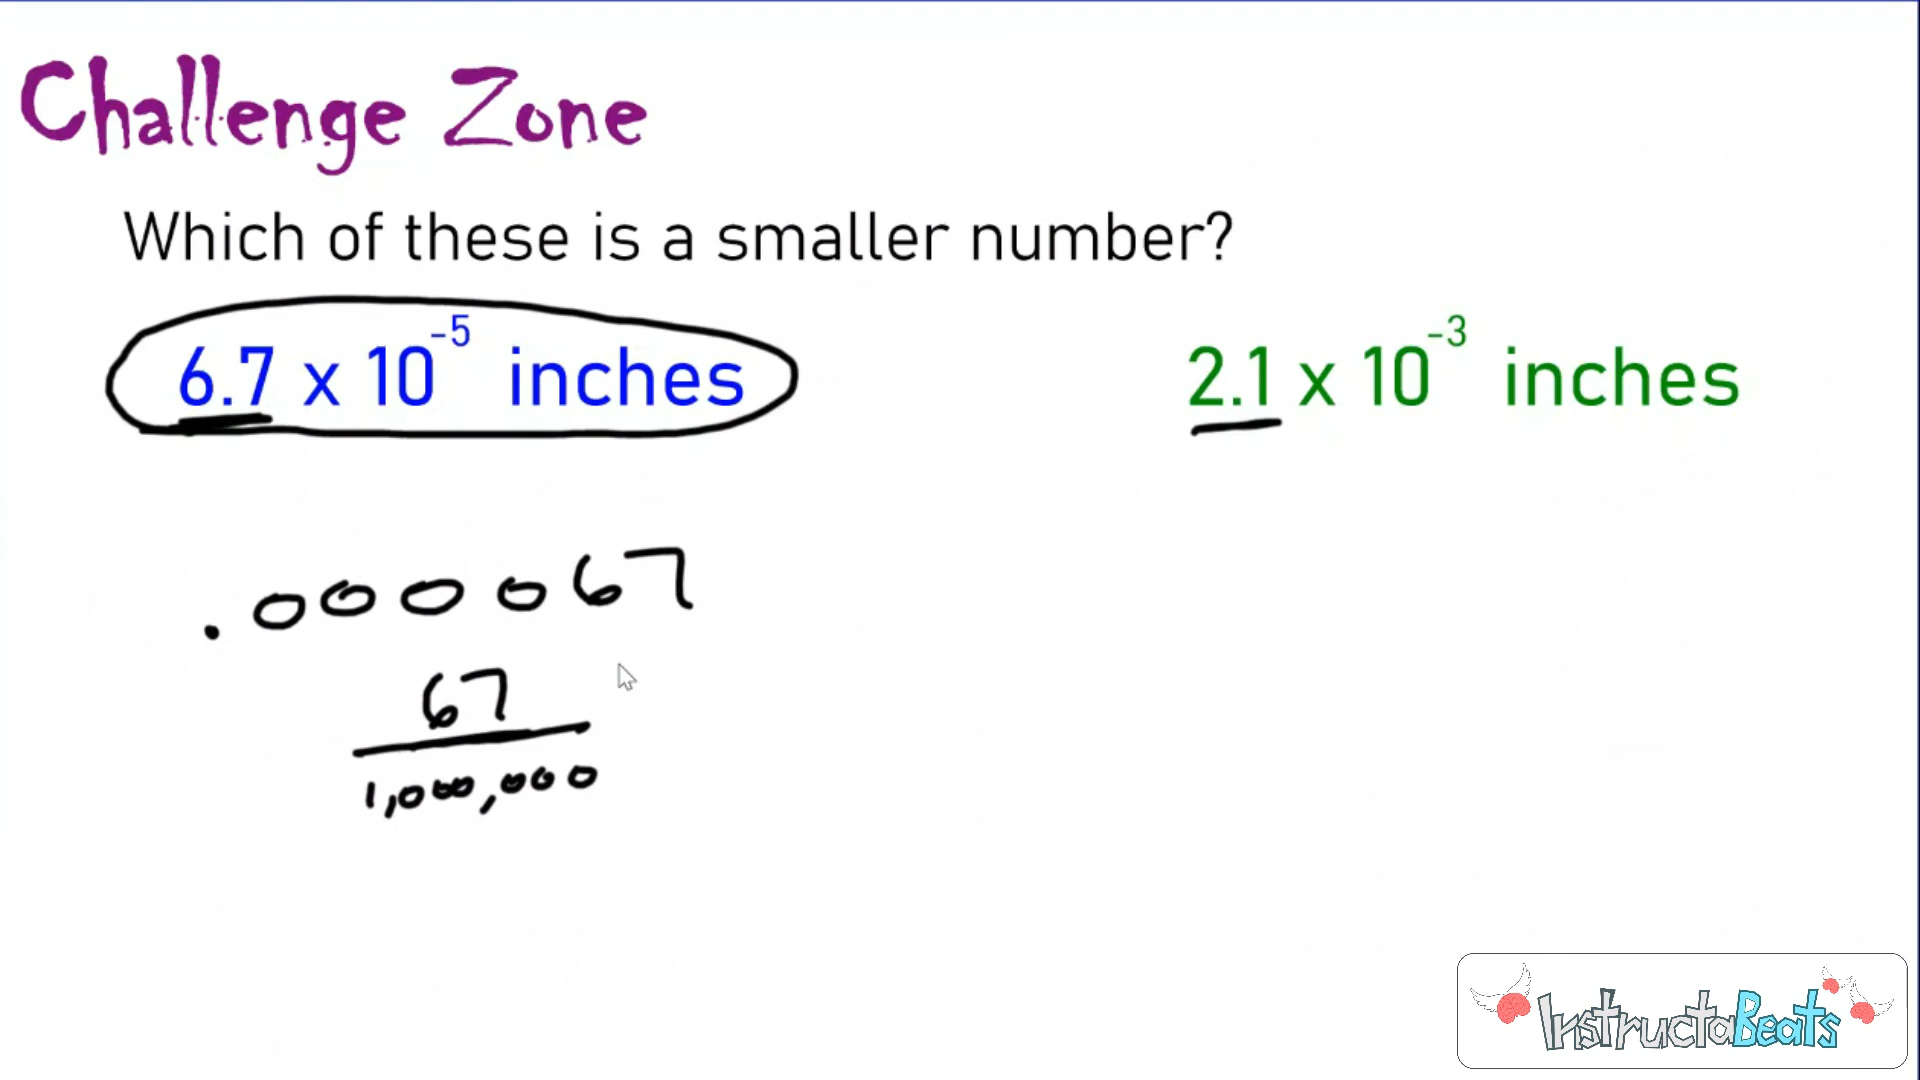 Challenge Zone
Which of these is a smaller number?
6.7 x 10⁻⁵ inches
2.1 x 10⁻³ inches
.000067
67
1,000,000
InstructaBeats